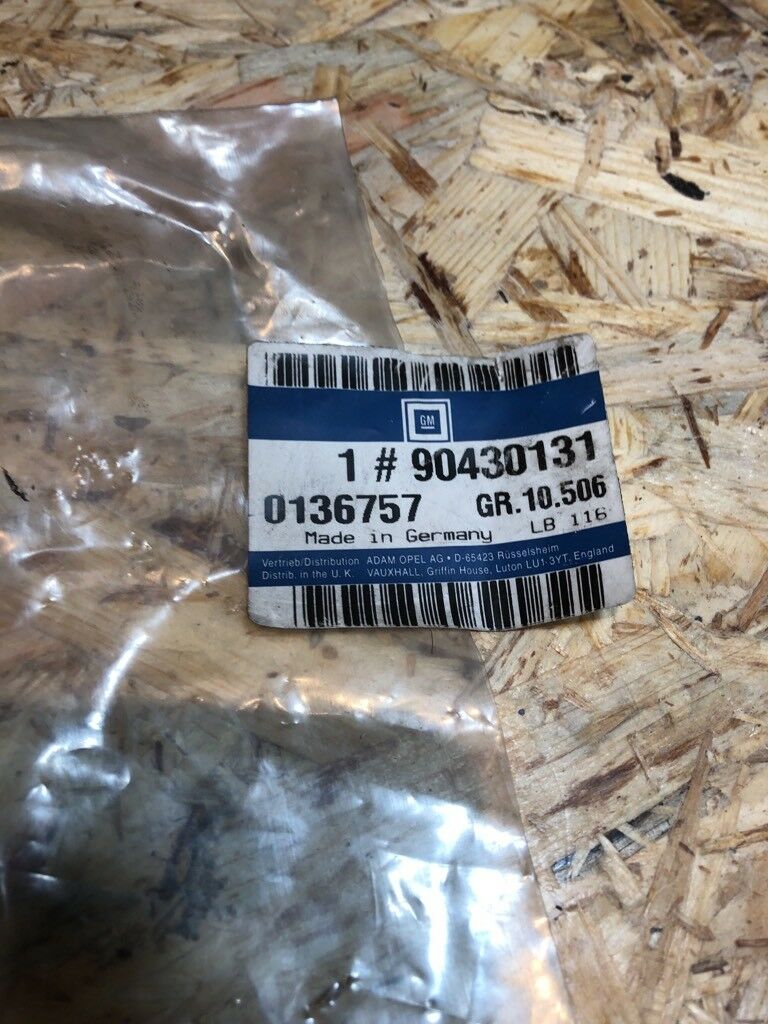 GM
1 # 90430131
0136757 GR.10.506
Made in Germany LB 116
Vertrieb/Distribution ADAM OPEL AG • D-65423 Rüsselsheim
Distrib. in the U. K. VAUXHALL, Griffin House, Luton LU1 3YT, England